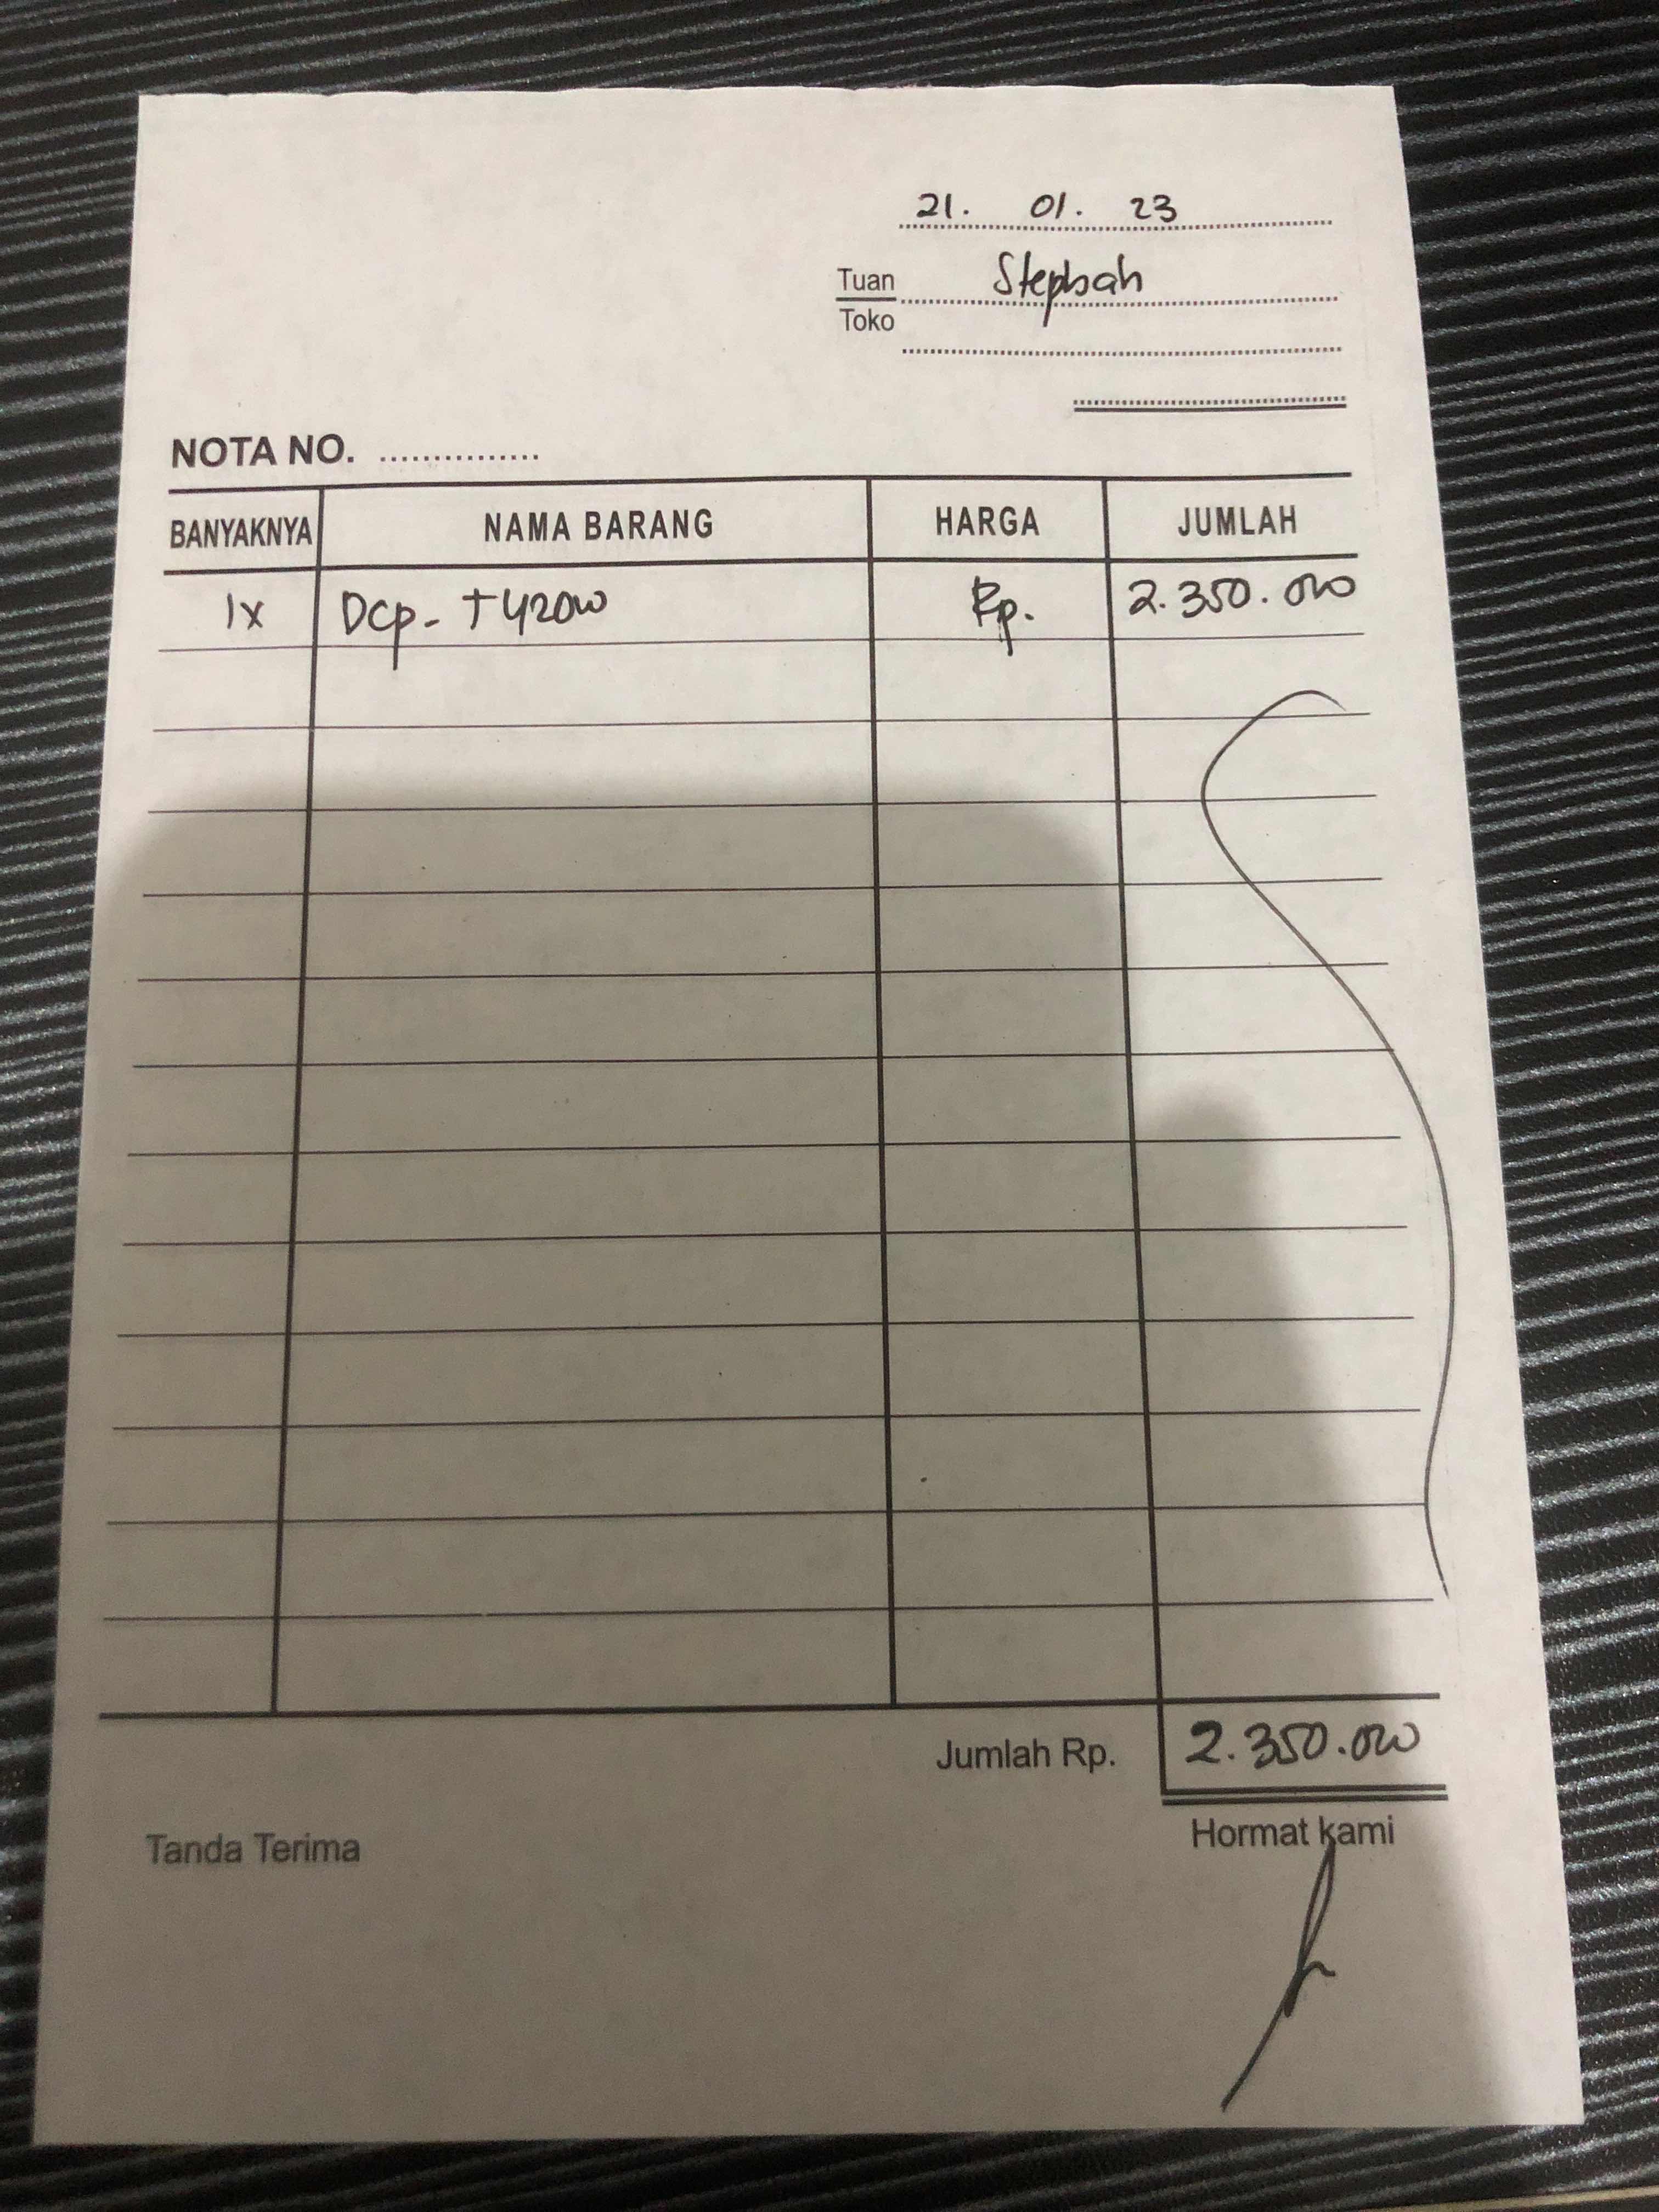 21. 01. 23
Tuan Stephah
Toko
NOTA NO. ...............
BANYAKNYA NAMA BARANG HARGA JUMLAH
1x Dcp- T420w Rp. 2.350.000
Jumlah Rp. 2.350.000
Tanda Terima Hormat kami